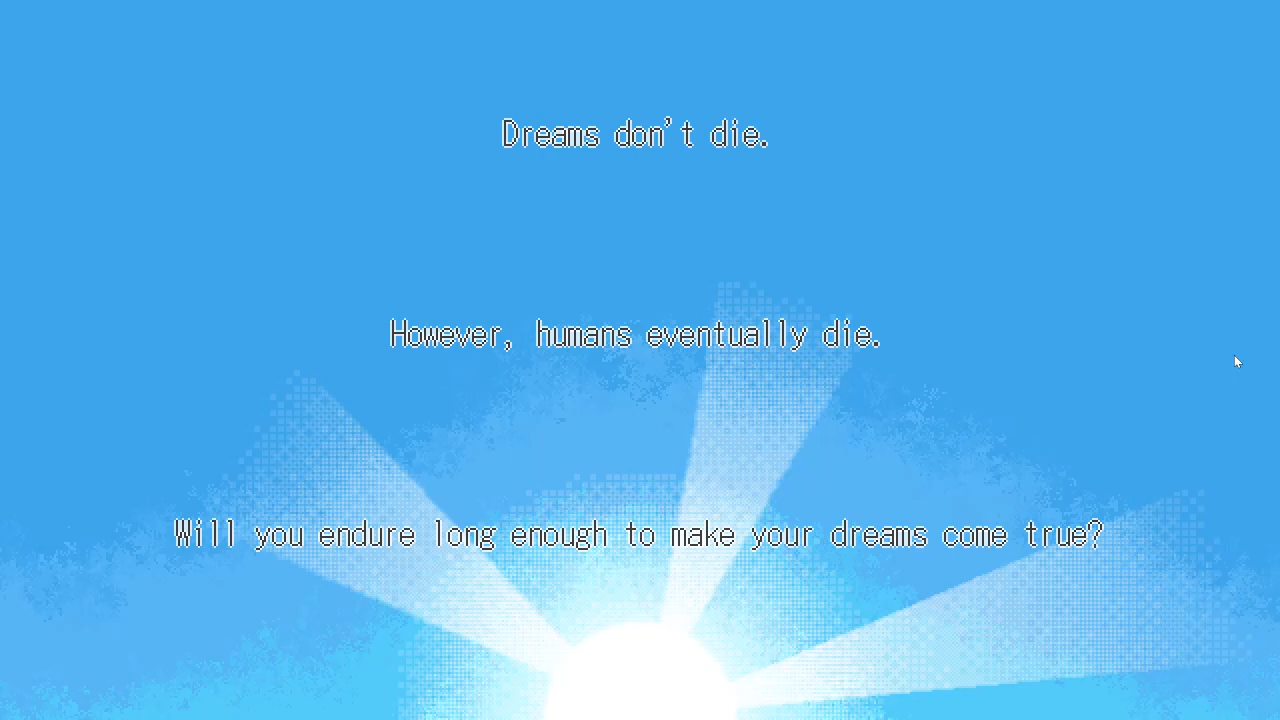 Dreams don't die.
However, humans eventually die.
Will you endure long enough to make your dreams come true?